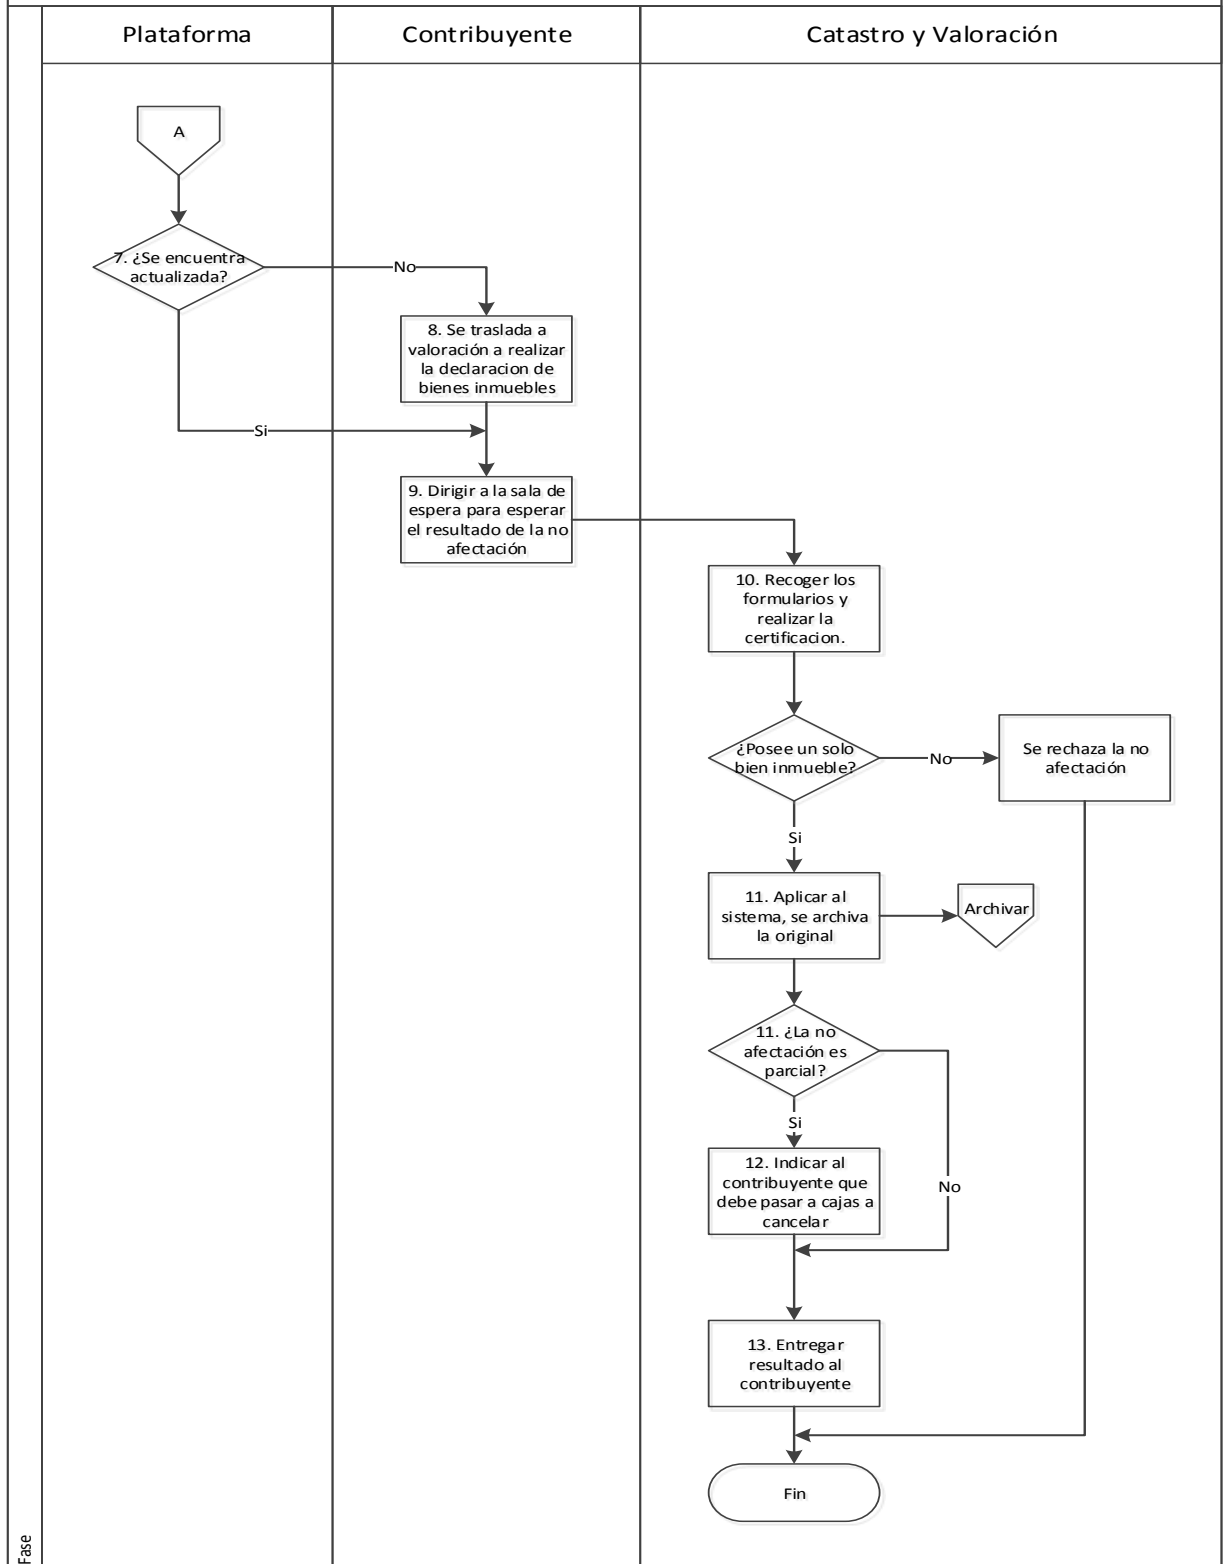 Plataforma
Contribuyente
Catastro y Valoración
A
7. ¿Se encuentra
actualizada?
No
8. Se traslada a
valoración a realizar
la declaracion de
bienes inmuebles
Si
9. Dirigir a la sala de
espera para esperar
el resultado de la no
afectación
10. Recoger los
formularios y
realizar la
certificacion.
¿Posee un solo
bien inmueble?
No
Se rechaza la no
afectación
Si
11. Aplicar al
sistema, se archiva
la original
Archivar
11. ¿La no
afectación es
parcial?
Si
12. Indicar al
contribuyente que
debe pasar a cajas a
cancelar
No
13. Entregar
resultado al
contribuyente
Fin
Fase